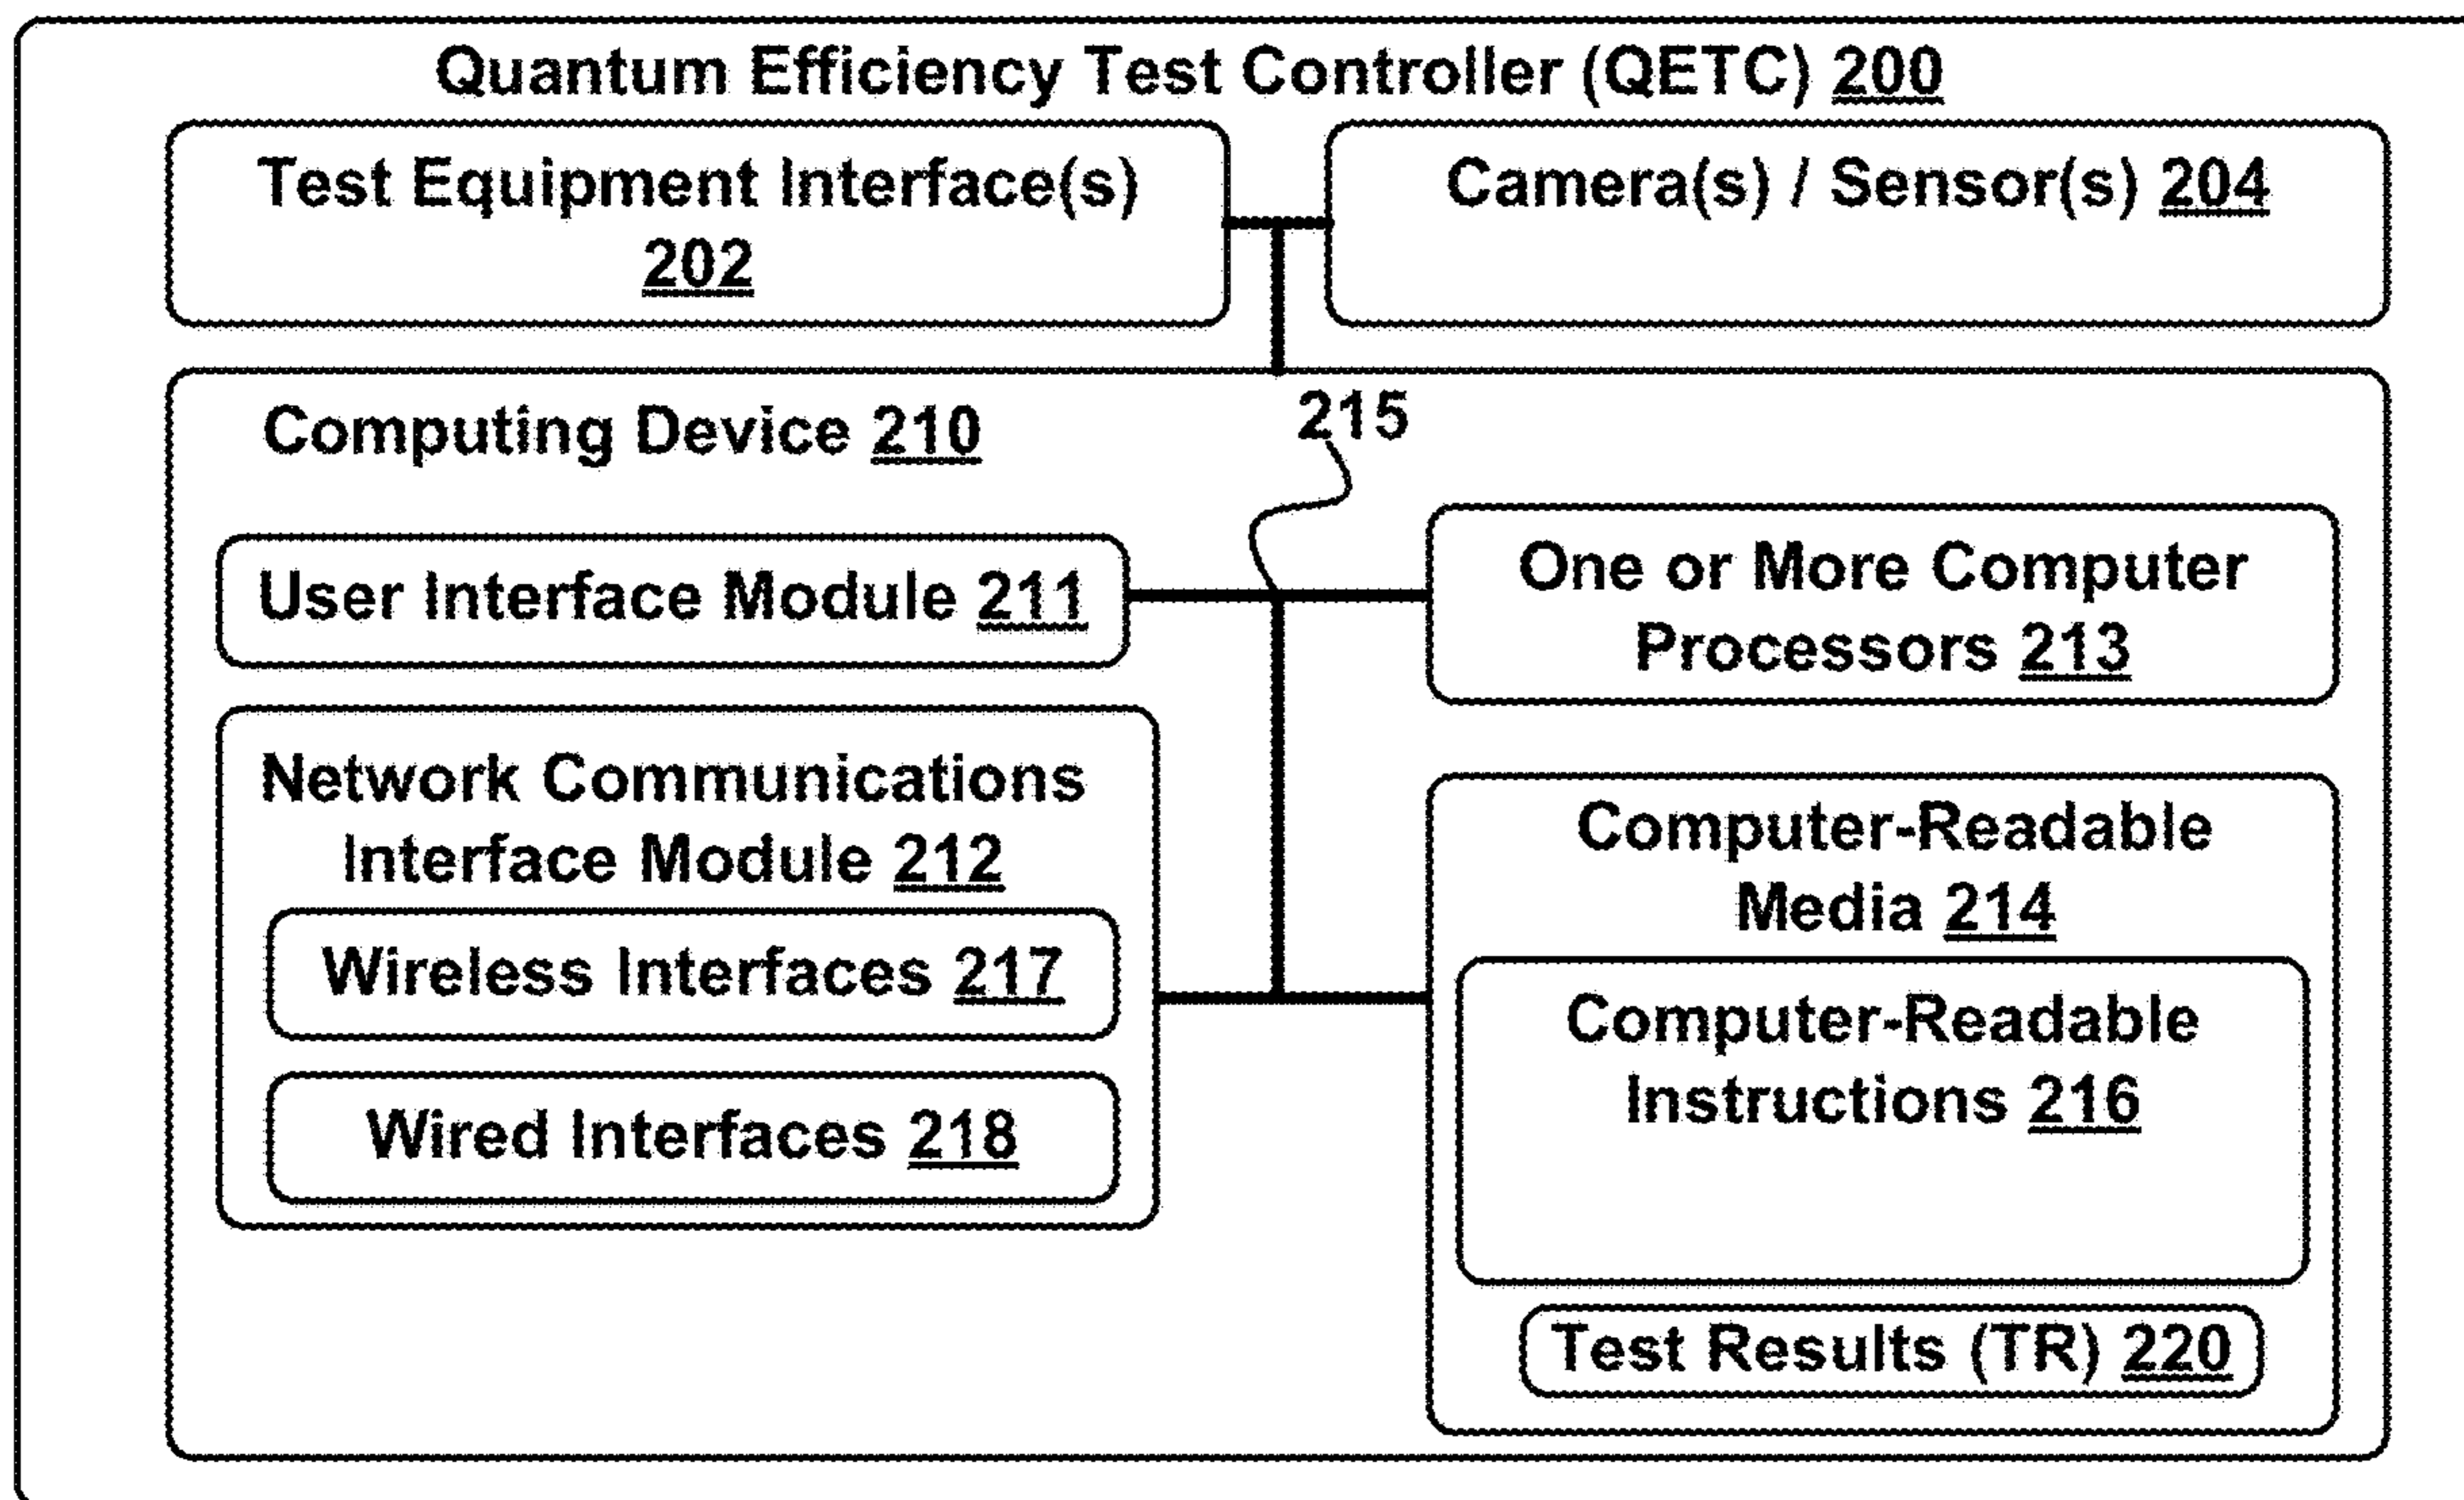 Quantum Efficiency Test Controller (QETC) 200
Test Equipment Interface(s)
202
Camera(s) / Sensor(s) 204
Computing Device 210
215
User Interface Module 211
One or More Computer
Processors 213
Network Communications
Interface Module 212
Wireless Interfaces 217
Wired Interfaces 218
Computer-Readable
Media 214
Computer-Readable
Instructions 216
Test Results (TR) 220